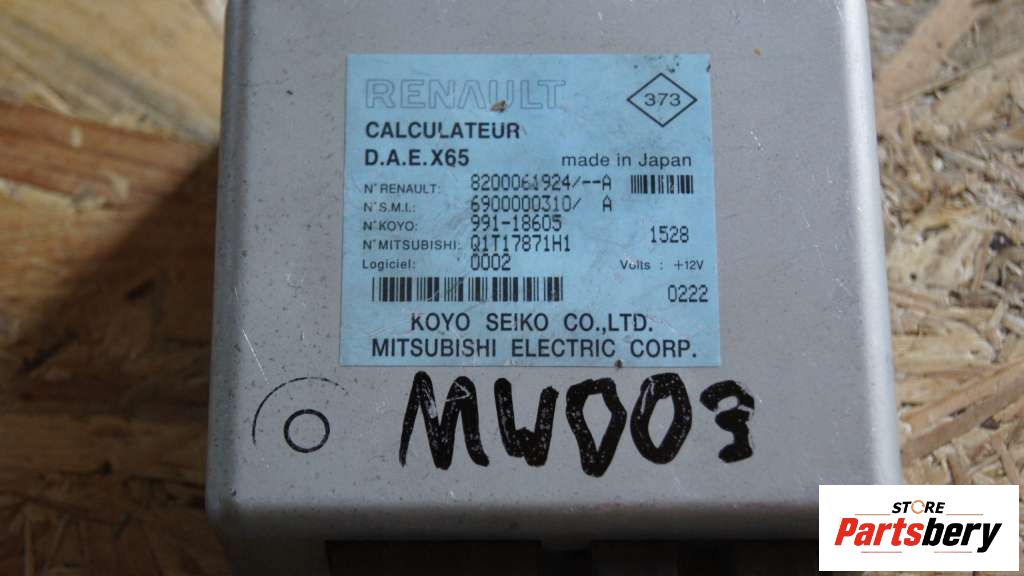 RENAULT 373
CALCULATEUR
D.A.E.X65 made in Japan
N° RENAULT: 8200061924/--A
N° S.M.I.: 6900000310/ A
N° KOYO: 991-18605
N° MITSUBISHI: Q1T17871H1 1528
Logiciel: 0002 Volts : +12V
0222
KOYO SEIKO CO.,LTD.
MITSUBISHI ELECTRIC CORP.
MWD03
STORE
Partsbery